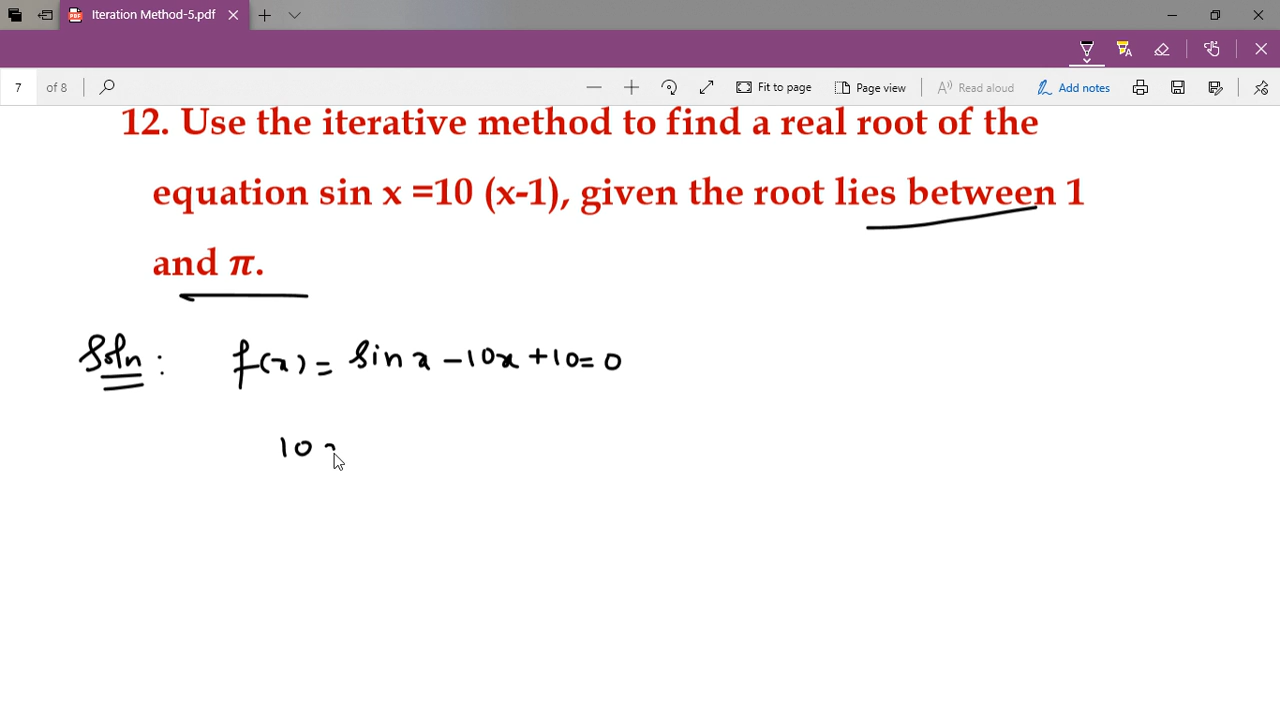 Iteration Method-5.pdf
7 of 8 Fit to page Page view Read aloud Add notes
12. Use the iterative method to find a real root of the
equation sin x =10 (x-1), given the root lies between 1
and π.
Soln : f(x) = sin x -10x +10=0
10